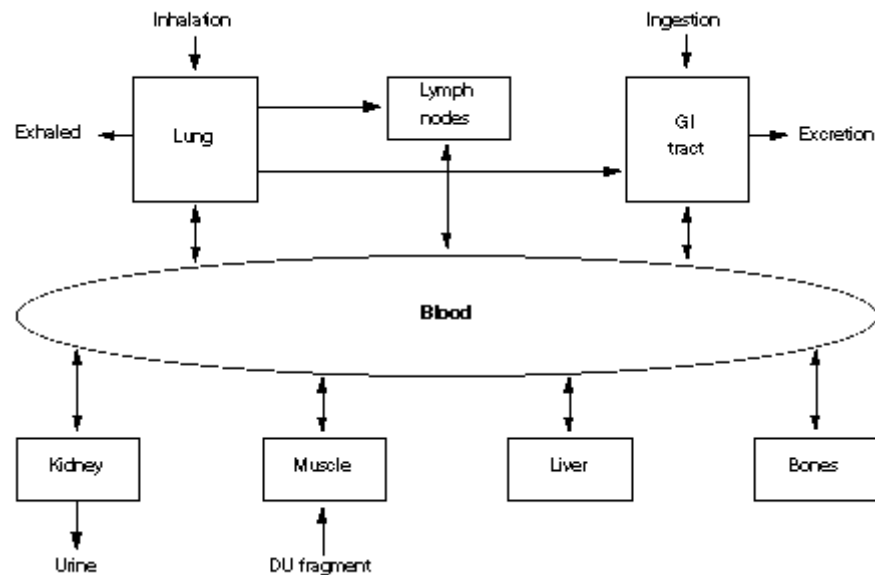 Inhalation
Ingestion
Lymph
nodes
GI
tract
Exhaled
Lung
Excretion
Blood
Kidney
Muscle
Liver
Bones
Urine
DU fragment